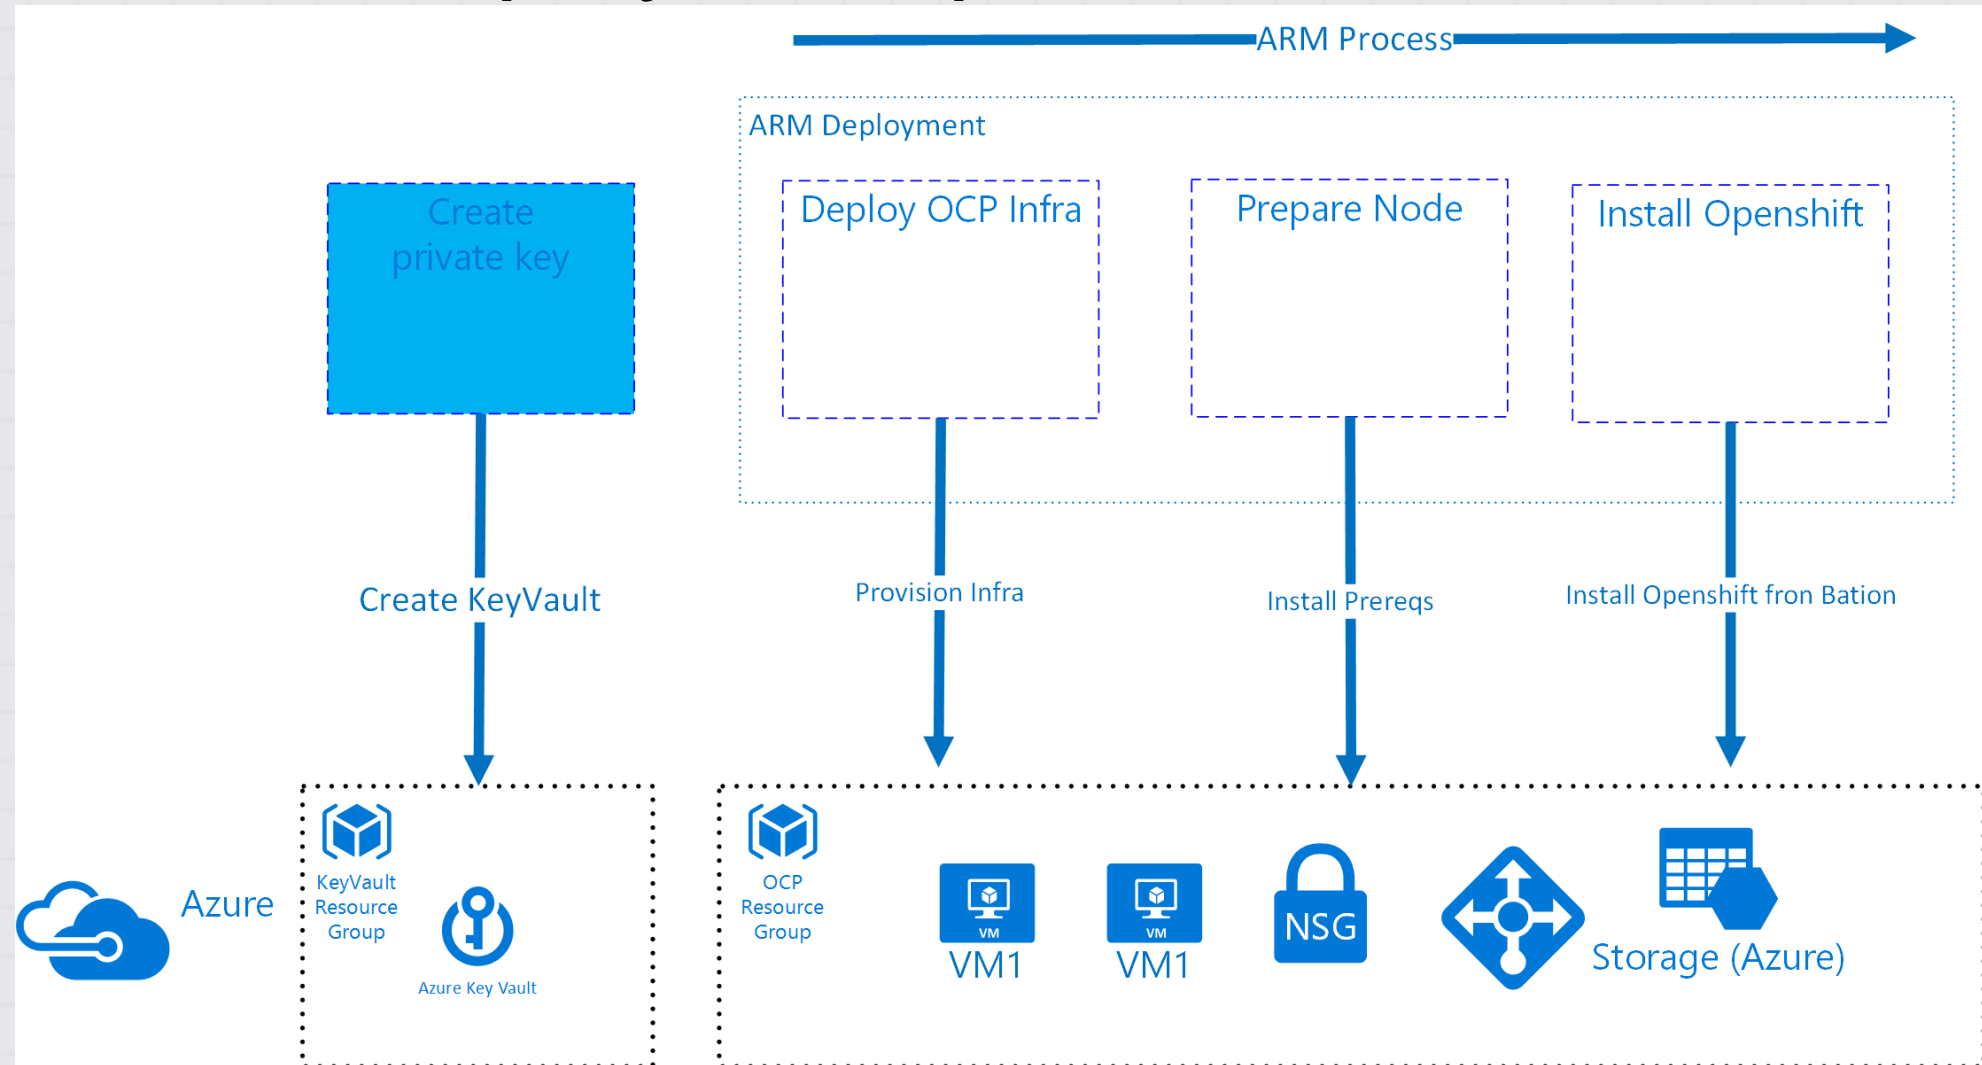 ARM Process
ARM Deployment
Create
private key
Deploy OCP Infra
Prepare Node
Install Openshift
Create KeyVault
Provision Infra
Install Prereqs
Install Openshift fron Bation
Azure
KeyVault
Resource
Group
Azure Key Vault
OCP
Resource
Group
VM
VM1
VM
VM1
NSG
Storage (Azure)